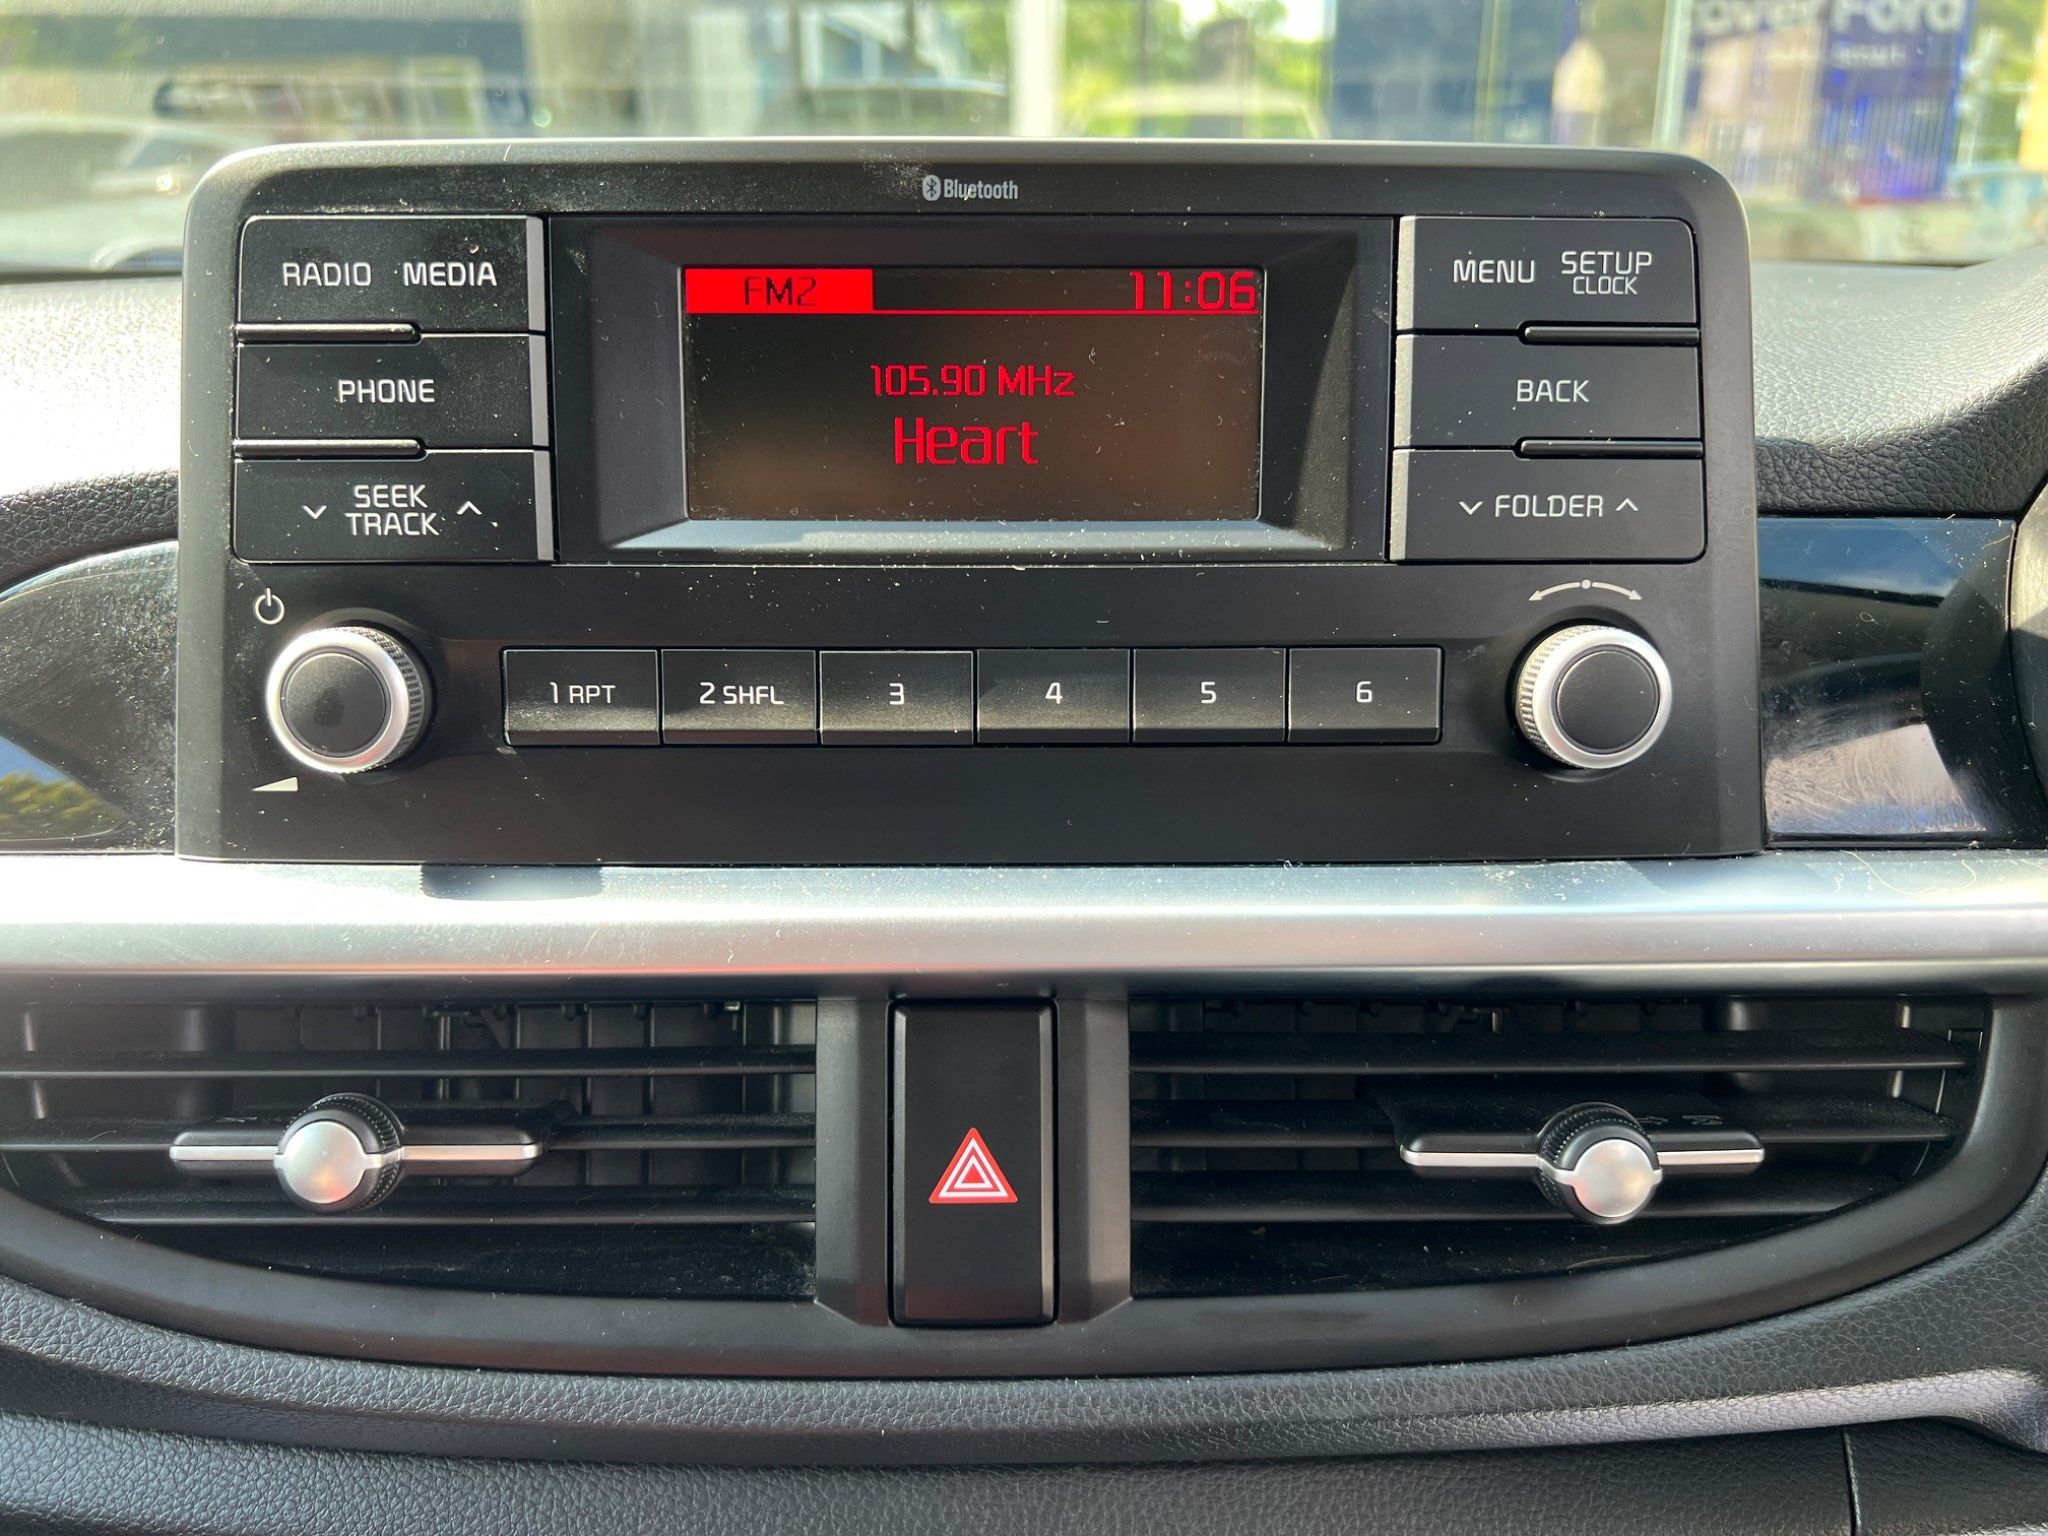 Ford
Bluetooth
RADIO MEDIA
FM2 11:06
MENU SETUP
CLOCK
105.90 MHz
PHONE
BACK
Heart
SEEK
TRACK
FOLDER
1 RPT 2 SHFL 3 4 5 6